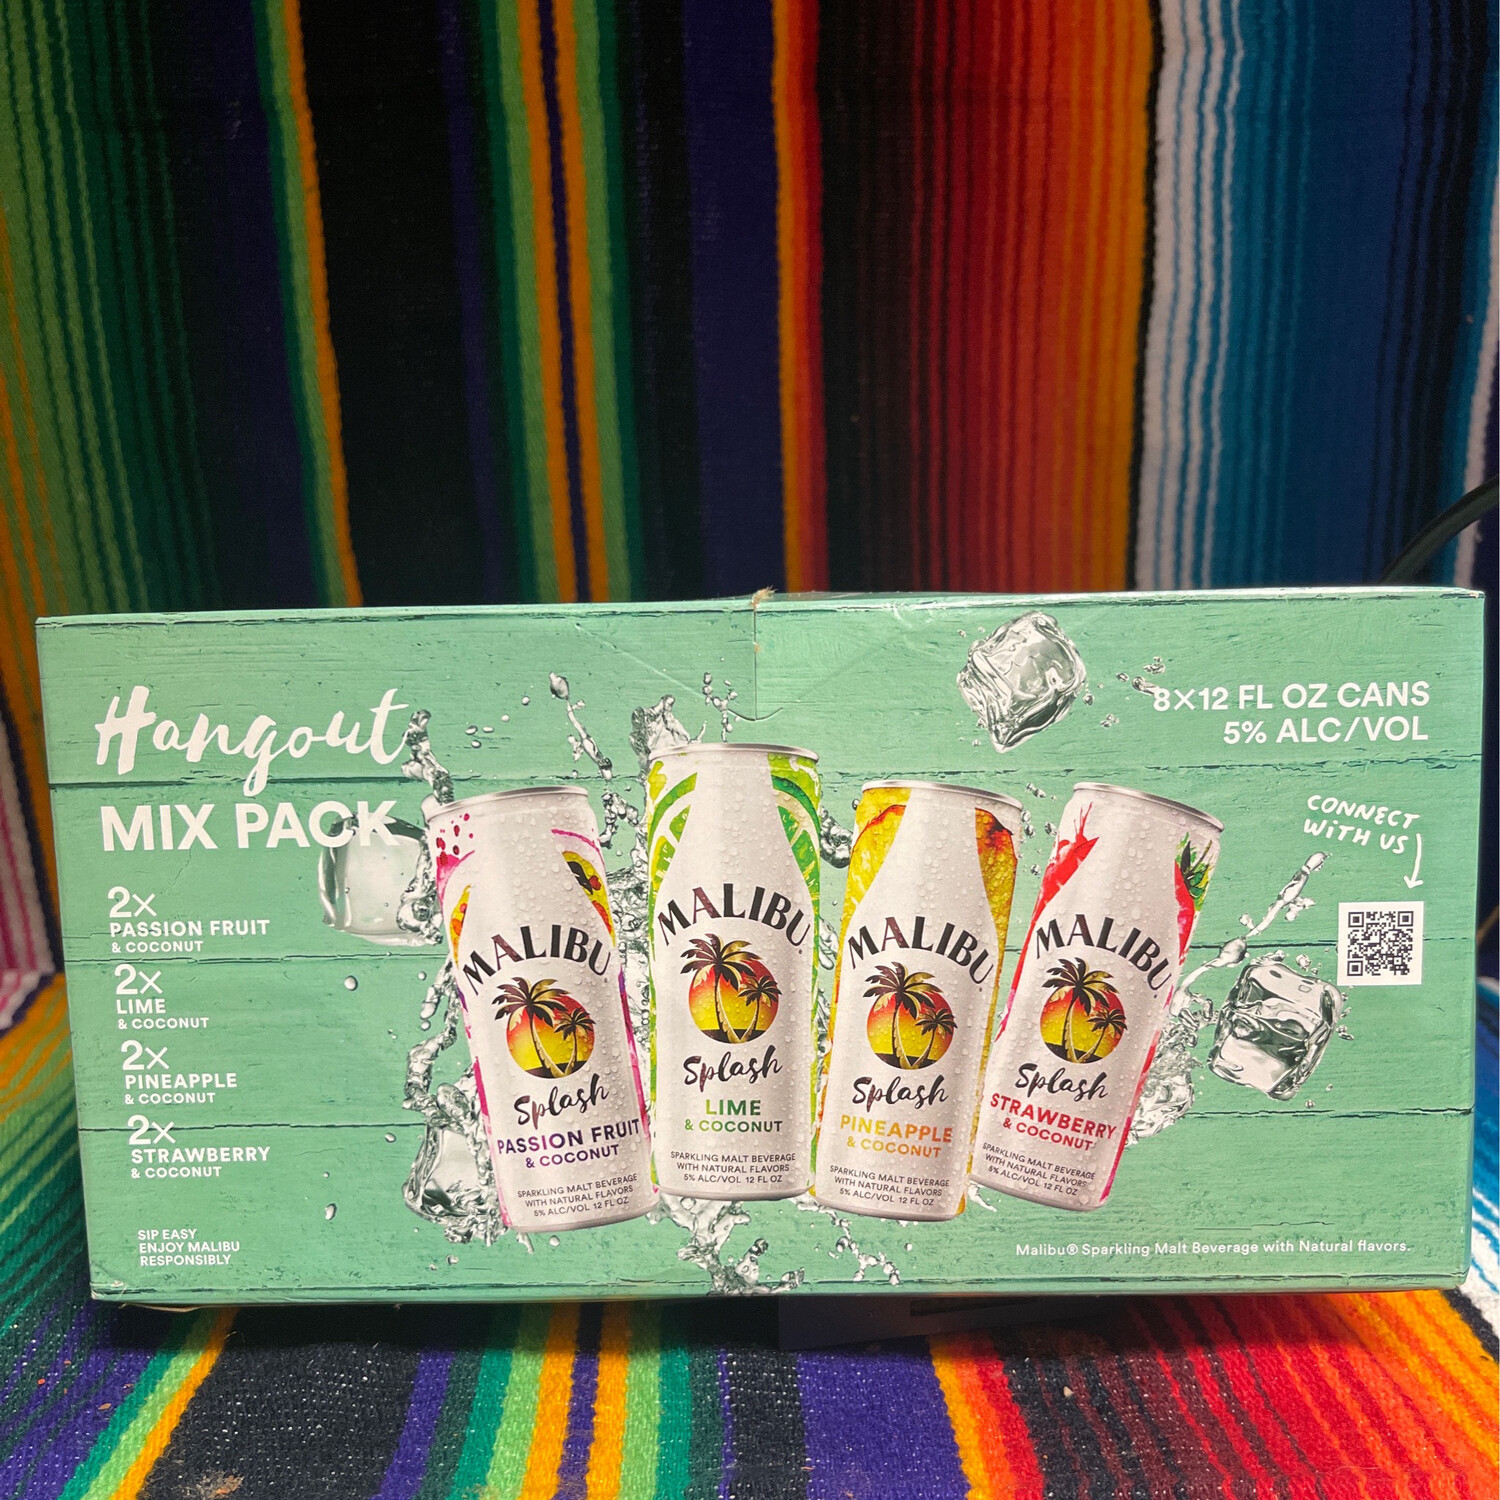 Hangout
MIX PACK
2X
PASSION FRUIT
& COCONUT
2X
LIME
& COCONUT
2X
PINEAPPLE
& COCONUT
2X
STRAWBERRY
& COCONUT
SIP EASY
ENJOY MALIBU
RESPONSIBLY
MALIBU
Splash
PASSION FRUIT
& COCONUT
SPARKLING MALT BEVERAGE
WITH NATURAL FLAVORS
5% ALC/VOL 12 FL OZ
MALIBU
Splash
LIME
& COCONUT
SPARKLING MALT BEVERAGE
WITH NATURAL FLAVORS
5% ALC/VOL 12 FL OZ
MALIBU
Splash
PINEAPPLE
& COCONUT
SPARKLING MALT BEVERAGE
WITH NATURAL FLAVORS
5% ALC/VOL 12 FL OZ
MALIBU
Splash
STRAWBERRY
& COCONUT
SPARKLING MALT BEVERAGE
WITH NATURAL FLAVORS
5% ALC/VOL 12 FL OZ
8X12 FL OZ CANS
5% ALC/VOL
CONNECT
WiTH US
Malibu® Sparkling Malt Beverage with Natural flavors.